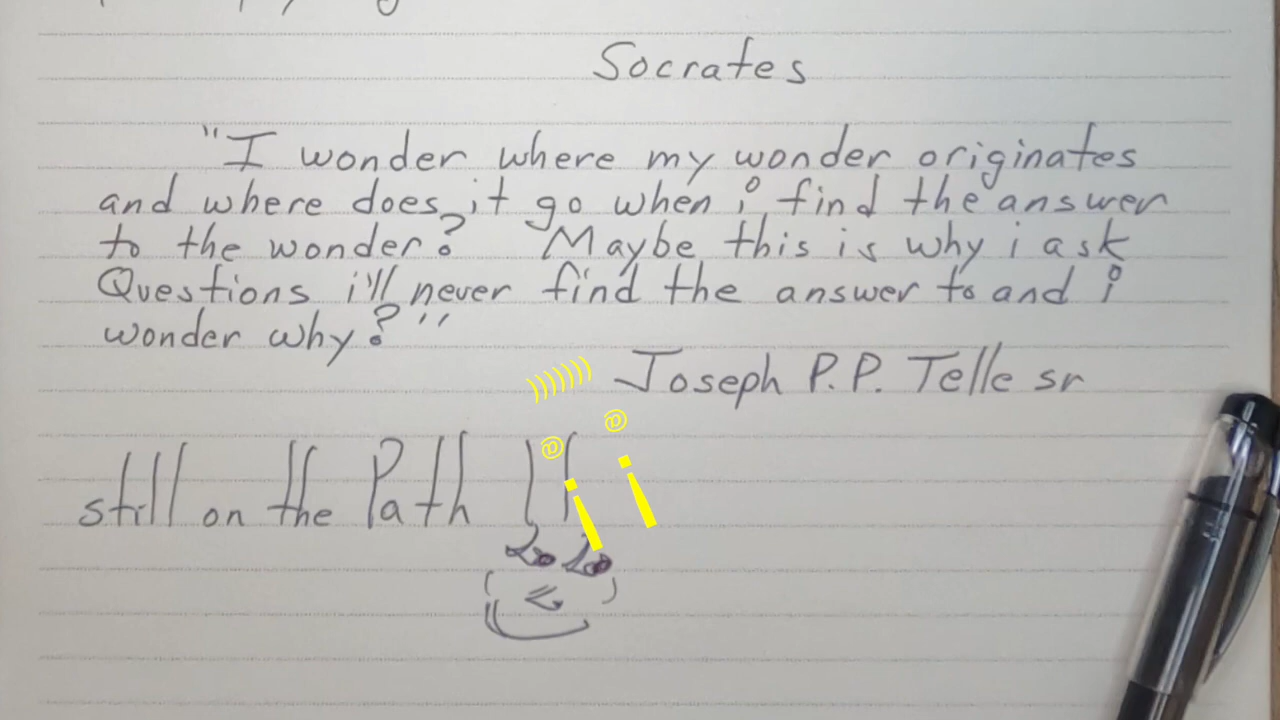 Socrates
"I wonder where my wonder originates
and where does it go when i find the answer
to the wonder? Maybe this is why i ask
Questions i'll never find the answer to and i
wonder why?"
))))))) Joseph P.P. Telle sr
@ @
still on the Path !!